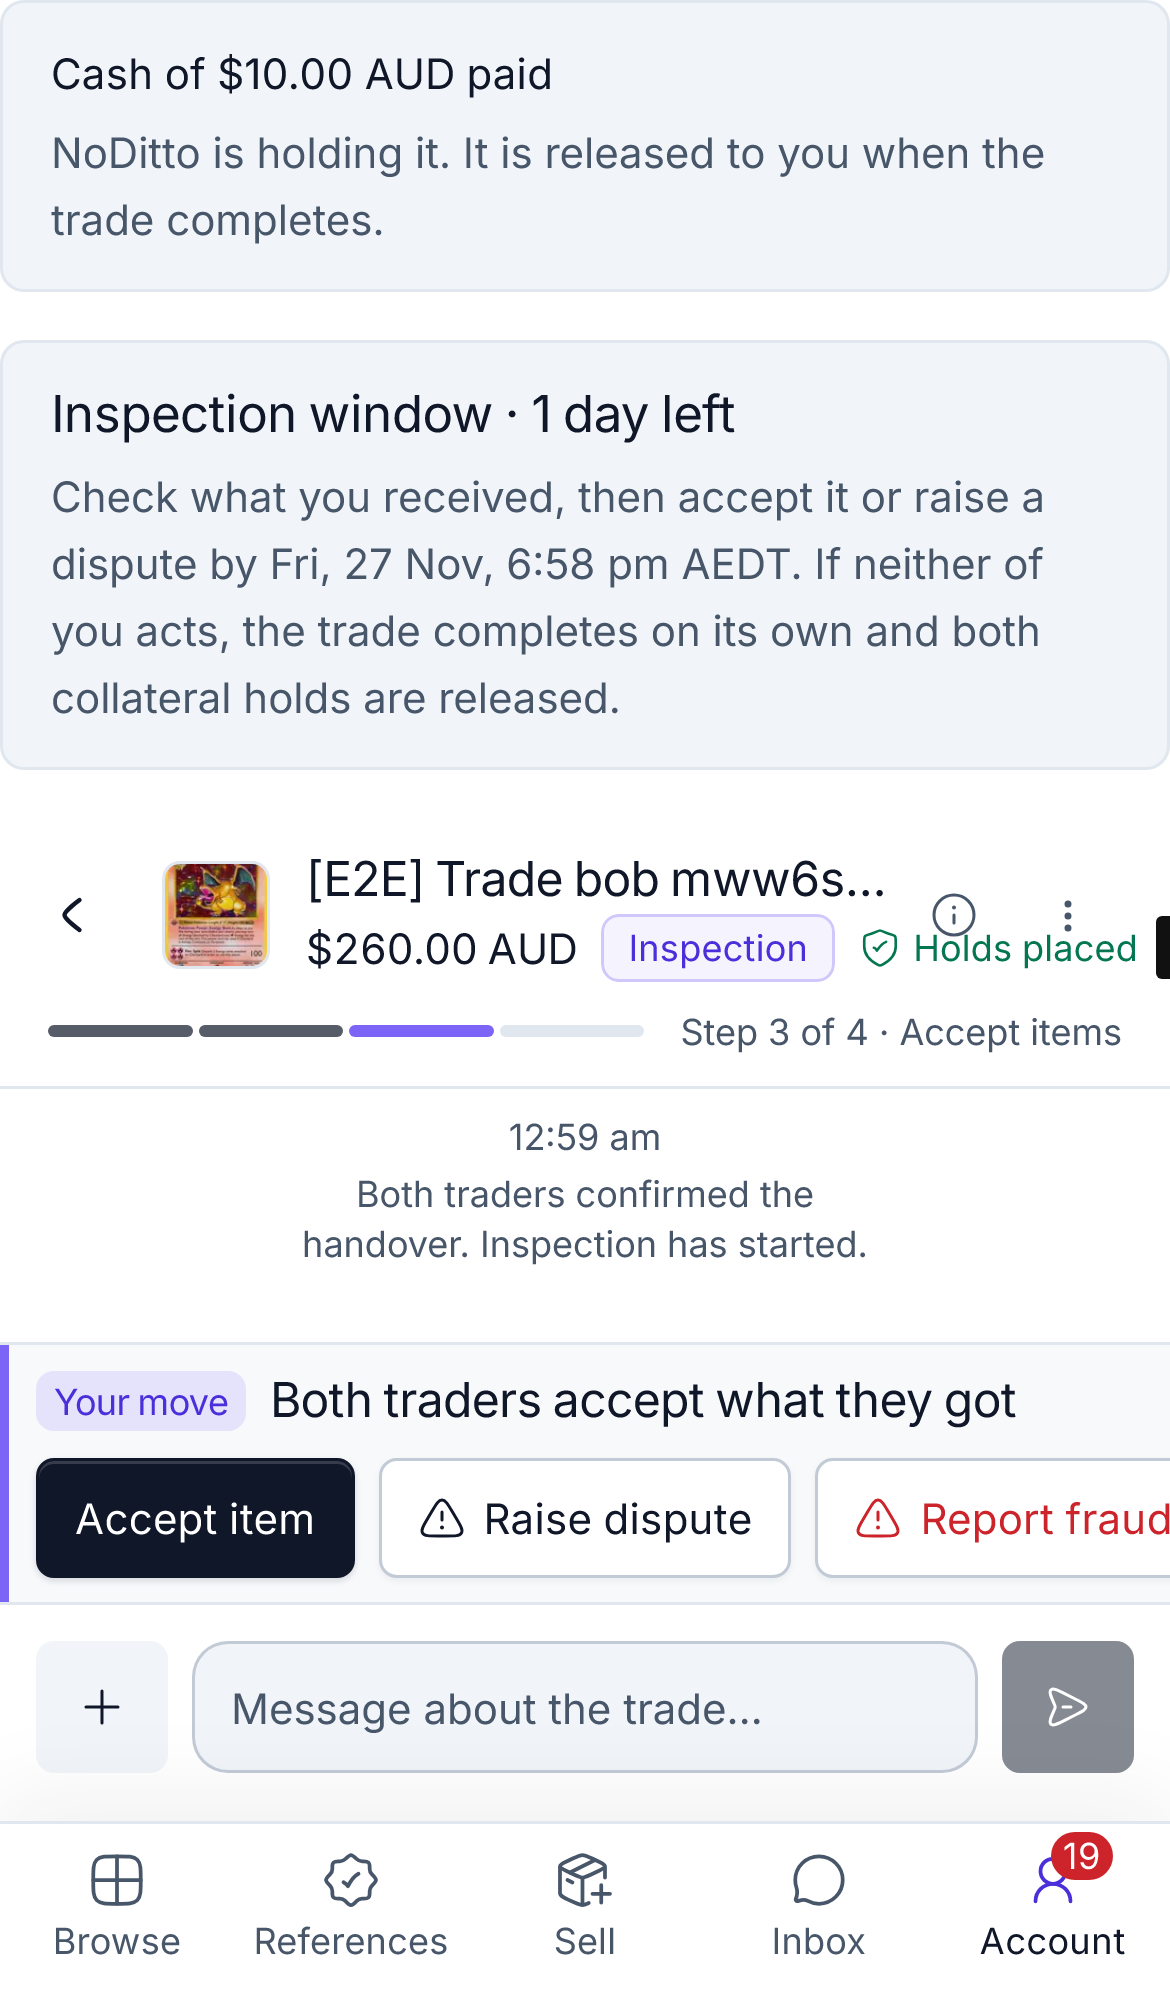 Cash of $10.00 AUD paid
NoDitto is holding it. It is released to you when the
trade completes.
Inspection window · 1 day left
Check what you received, then accept it or raise a
dispute by Fri, 27 Nov, 6:58 pm AEDT. If neither of
you acts, the trade completes on its own and both
collateral holds are released.
[E2E] Trade bob mww6s...
$260.00 AUD Inspection Holds placed
Step 3 of 4 · Accept items
12:59 am
Both traders confirmed the
handover. Inspection has started.
Your move Both traders accept what they got
Accept item Raise dispute Report fraud
Message about the trade...
19
Browse References Sell Inbox Account